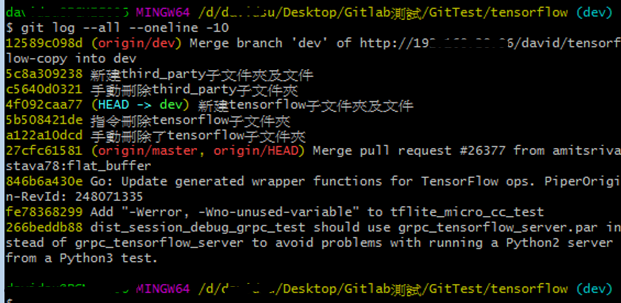 MINGW64 /d/da su/Desktop/Gitlab測試/GitTest/tensorflow (dev)
$ git log --all --oneline -10
12589c098d (origin/dev) Merge branch 'dev' of http://19 6/david/tensorf
low-copy into dev
5c8a309238 新建third_party子文件夾及文件
c5640d0321 手動刪除third_party子文件夾
4f092caa77 (HEAD -> dev) 新建tensorflow子文件夾及文件
5b508421de 指令刪除tensorflow子文件夾
a122a10dcd 手動刪除了tensorflow子文件夾
27cfc61581 (origin/master, origin/HEAD) Merge pull request #26377 from amitsriva
stava78:flat_buffer
846b6a430e Go: Update generated wrapper functions for TensorFlow ops. PiperOrigi
n-RevId: 248071335
fe78368299 Add "-Werror, -Wno-unused-variable" to tflite_micro_cc_test
266beddb88 dist_session_debug_grpc_test should use grpc_tensorflow_server.par in
stead of grpc_tensorflow_server to avoid problems with running a Python2 server
from a Python3 test.
MINGW64 /d/d su/Desktop/Gitlab測試/GitTest/tensorflow (dev)